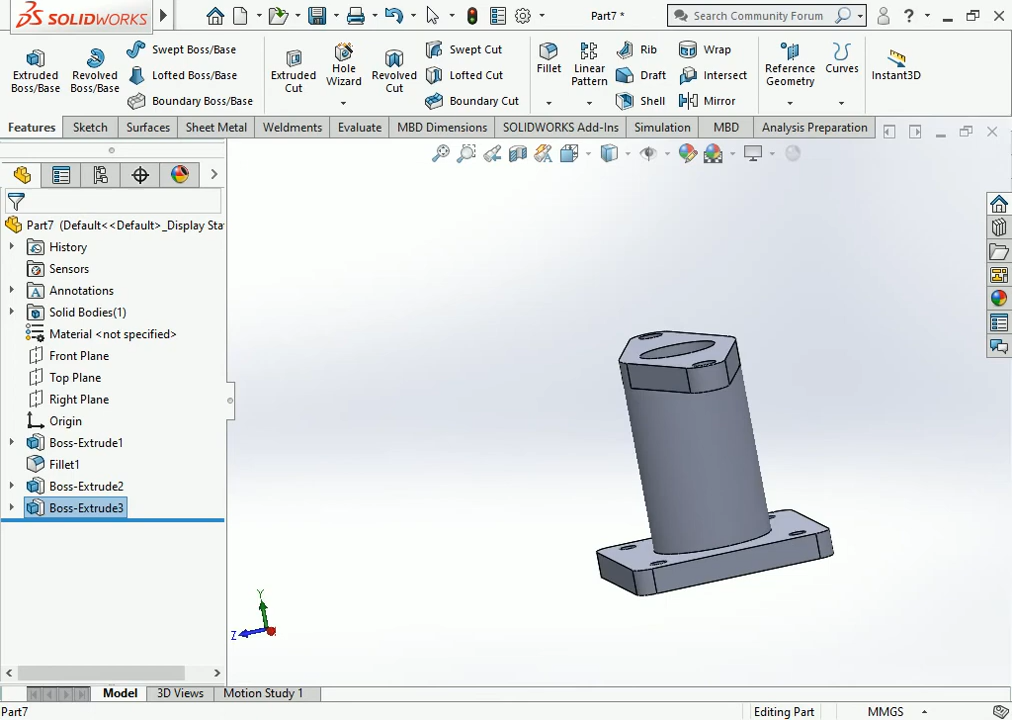 SOLIDWORKS
Part7 *
Search Community Forum
?
Extruded Boss/Base
Revolved Boss/Base
Swept Boss/Base
Lofted Boss/Base
Boundary Boss/Base
Extruded Cut
Hole Wizard
Revolved Cut
Swept Cut
Lofted Cut
Boundary Cut
Fillet
Linear Pattern
Rib
Draft
Shell
Wrap
Intersect
Mirror
Reference Geometry
Curves
Instant3D
Features
Sketch
Surfaces
Sheet Metal
Weldments
Evaluate
MBD Dimensions
SOLIDWORKS Add-Ins
Simulation
MBD
Analysis Preparation
Part7 (Default<<Default>_Display Sta
History
Sensors
Annotations
Solid Bodies(1)
Material <not specified>
Front Plane
Top Plane
Right Plane
Origin
Boss-Extrude1
Fillet1
Boss-Extrude2
Boss-Extrude3
Y
Z
Model
3D Views
Motion Study 1
Part7
Editing Part
MMGS